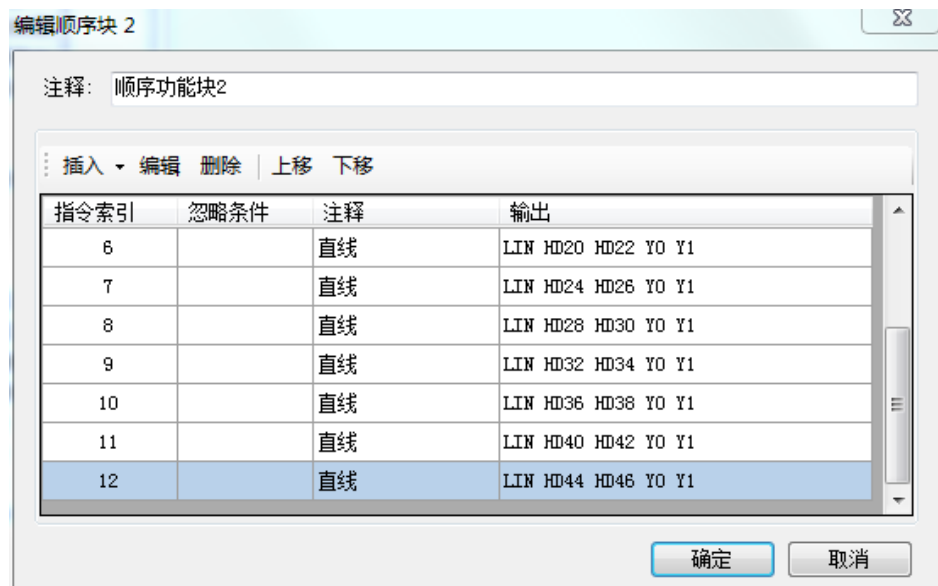 编辑顺序块 2
注释: 顺序功能块2
插入 编辑 删除 上移 下移
指令索引 忽略条件 注释 输出
6 直线 LIN HD20 HD22 Y0 Y1
7 直线 LIN HD24 HD26 Y0 Y1
8 直线 LIN HD28 HD30 Y0 Y1
9 直线 LIN HD32 HD34 Y0 Y1
10 直线 LIN HD36 HD38 Y0 Y1
11 直线 LIN HD40 HD42 Y0 Y1
12 直线 LIN HD44 HD46 Y0 Y1
确定 取消